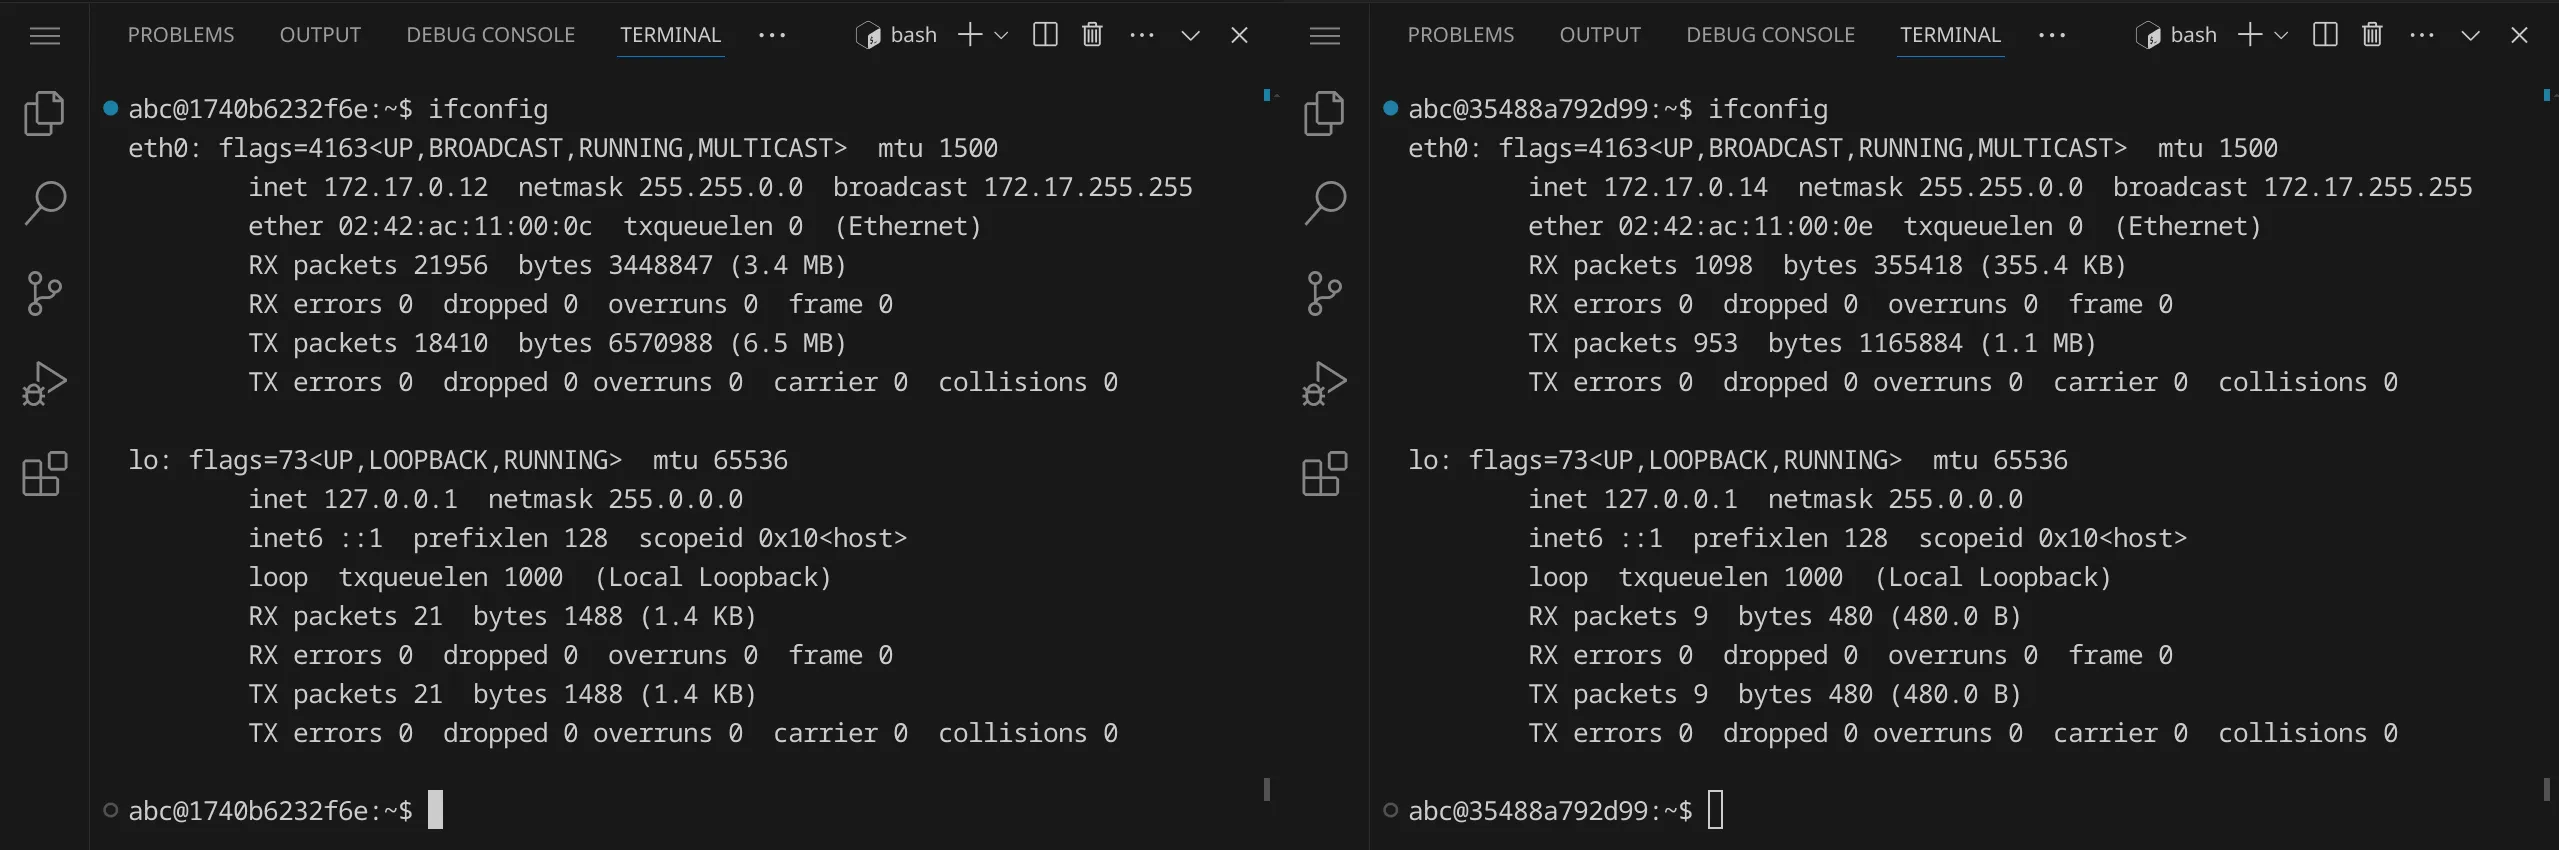 PROBLEMS OUTPUT DEBUG CONSOLE TERMINAL ··· bash
abc@1740b6232f6e:~$ ifconfig
eth0: flags=4163<UP,BROADCAST,RUNNING,MULTICAST>  mtu 1500
        inet 172.17.0.12  netmask 255.255.0.0  broadcast 172.17.255.255
        ether 02:42:ac:11:00:0c  txqueuelen 0  (Ethernet)
        RX packets 21956  bytes 3448847 (3.4 MB)
        RX errors 0  dropped 0  overruns 0  frame 0
        TX packets 18410  bytes 6570988 (6.5 MB)
        TX errors 0  dropped 0 overruns 0  carrier 0  collisions 0

lo: flags=73<UP,LOOPBACK,RUNNING>  mtu 65536
        inet 127.0.0.1  netmask 255.0.0.0
        inet6 ::1  prefixlen 128  scopeid 0x10<host>
        loop  txqueuelen 1000  (Local Loopback)
        RX packets 21  bytes 1488 (1.4 KB)
        RX errors 0  dropped 0  overruns 0  frame 0
        TX packets 21  bytes 1488 (1.4 KB)
        TX errors 0  dropped 0 overruns 0  carrier 0  collisions 0

abc@1740b6232f6e:~$
PROBLEMS OUTPUT DEBUG CONSOLE TERMINAL ··· bash
abc@35488a792d99:~$ ifconfig
eth0: flags=4163<UP,BROADCAST,RUNNING,MULTICAST>  mtu 1500
        inet 172.17.0.14  netmask 255.255.0.0  broadcast 172.17.255.255
        ether 02:42:ac:11:00:0e  txqueuelen 0  (Ethernet)
        RX packets 1098  bytes 355418 (355.4 KB)
        RX errors 0  dropped 0  overruns 0  frame 0
        TX packets 953  bytes 1165884 (1.1 MB)
        TX errors 0  dropped 0 overruns 0  carrier 0  collisions 0

lo: flags=73<UP,LOOPBACK,RUNNING>  mtu 65536
        inet 127.0.0.1  netmask 255.0.0.0
        inet6 ::1  prefixlen 128  scopeid 0x10<host>
        loop  txqueuelen 1000  (Local Loopback)
        RX packets 9  bytes 480 (480.0 B)
        RX errors 0  dropped 0  overruns 0  frame 0
        TX packets 9  bytes 480 (480.0 B)
        TX errors 0  dropped 0 overruns 0  carrier 0  collisions 0

abc@35488a792d99:~$